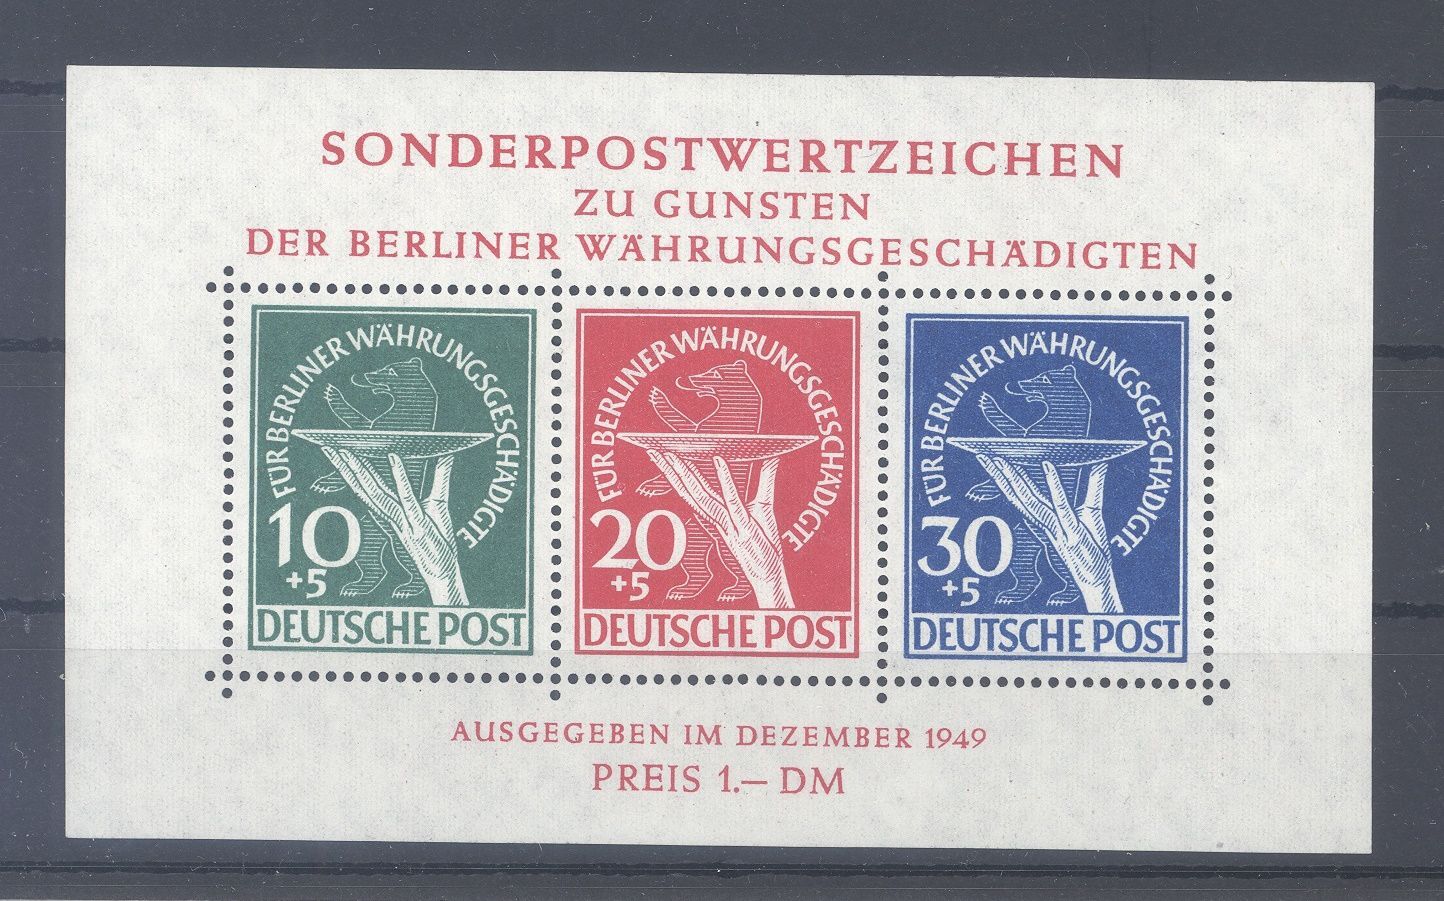 SONDERPOSTWERTZEICHEN
ZU GUNSTEN
DER BERLINER WÄHRUNGSGESCHÄDIGTEN
FÜR BERLINER WÄHRUNGSGESCHÄDIGTE
10
+5
DEUTSCHE POST
FÜR BERLINER WÄHRUNGSGESCHÄDIGTE
20
+5
DEUTSCHE POST
FÜR BERLINER WÄHRUNGSGESCHÄDIGTE
30
+5
DEUTSCHE POST
AUSGEGEBEN IM DEZEMBER 1949
PREIS 1.— DM